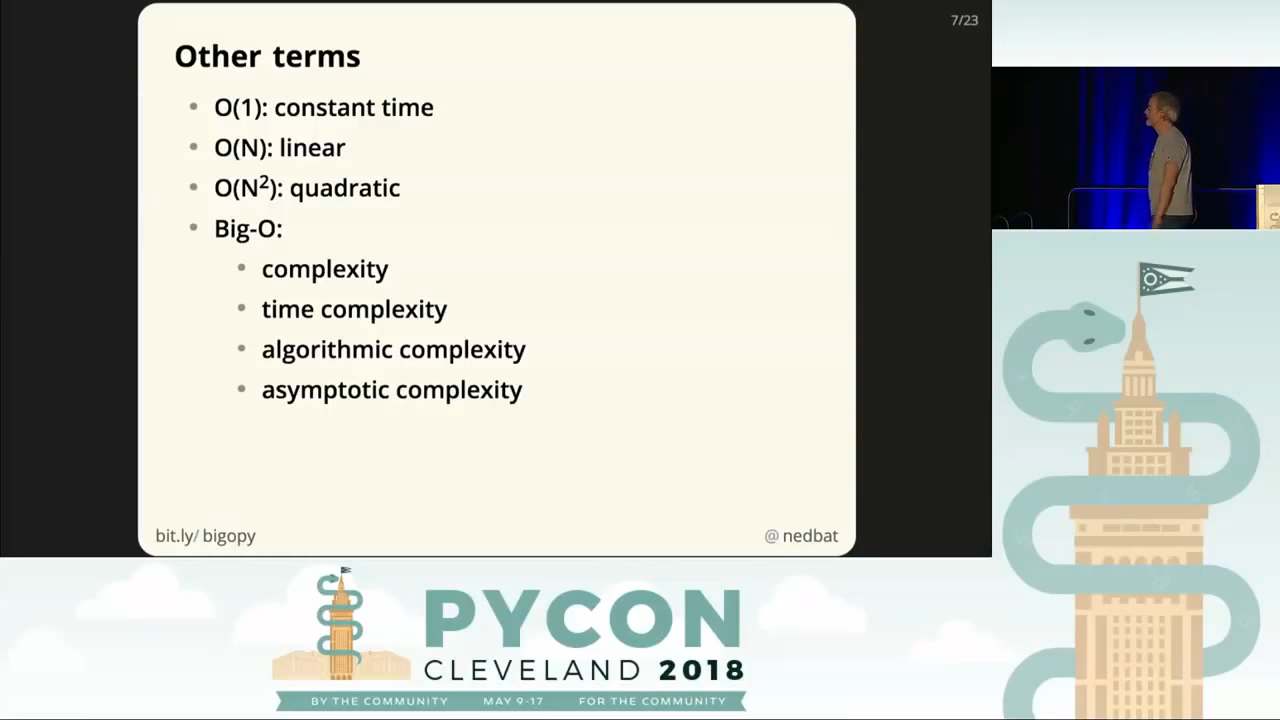 7/23
Other terms
O(1): constant time
O(N): linear
O(N²): quadratic
Big-O:
complexity
time complexity
algorithmic complexity
asymptotic complexity
bit.ly/ bigopy
@ nedbat
PYCON
CLEVELAND 2018
BY THE COMMUNITY MAY 9-17 FOR THE COMMUNITY